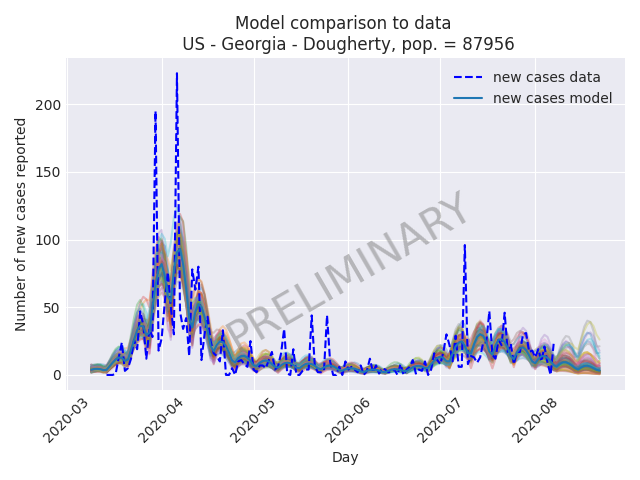 Model comparison to data
US - Georgia - Dougherty, pop. = 87956
new cases data
new cases model
200
150
100
50
0
Number of new cases reported
PRELIMINARY
2020-03
2020-04
2020-05
2020-06
2020-07
2020-08
Day